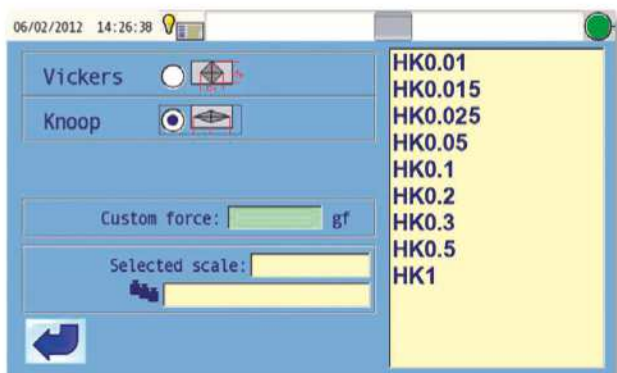 06/02/2012 14:26:38
Vickers
Knoop
Custom force: gf
Selected scale:
HK0.01
HK0.015
HK0.025
HK0.05
HK0.1
HK0.2
HK0.3
HK0.5
HK1